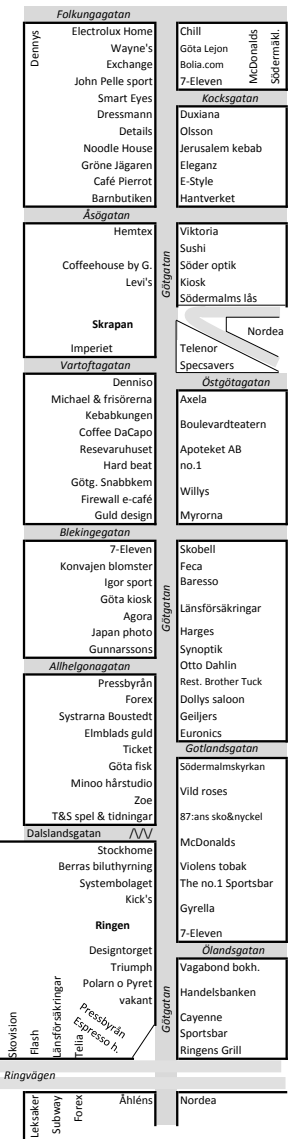 Folkungagatan
Dennys
Electrolux Home
Wayne's
Exchange
John Pelle sport
Smart Eyes
Dressmann
Details
Noodle House
Gröne Jägaren
Café Pierrot
Barnbutiken
Chill
Göta Lejon
Bolia.com
7-Eleven
McDonalds
Södermäkl.
Kocksgatan
Duxiana
Olsson
Jerusalem kebab
Eleganz
E-Style
Hantverket
Åsögatan
Hemtex
Coffeehouse by G.
Levi's
Skrapan
Imperiet
Götgatan
Viktoria
Sushi
Söder optik
Kiosk
Södermalms lås
Nordea
Telenor
Specsavers
Vartoftagatan
Denniso
Michael & frisörerna
Kebabkungen
Coffee DaCapo
Resevaruhuset
Hard beat
Götg. Snabbkem
Firewall e-café
Guld design
Östgötagatan
Axela
Boulevardteatern
Apoteket AB
no.1
Willys
Myrorna
Blekingegatan
7-Eleven
Konvajen blomster
Igor sport
Göta kiosk
Agora
Japan photo
Gunnarssons
Götgatan
Skobell
Feca
Baresso
Länsförsäkringar
Harges
Synoptik
Otto Dahlin
Rest. Brother Tuck
Dollys saloon
Geiljers
Euronics
Allhelgonagatan
Pressbyrån
Forex
Systrarna Boustedt
Elmblads guld
Ticket
Göta fisk
Minoo hårstudio
Zoe
T&S spel & tidningar
Gotlandsgatan
Södermalmskyrkan
Vild roses
87:ans sko&nyckel
McDonalds
Violens tobak
The no.1 Sportsbar
Gyrella
7-Eleven
Dalslandsgatan
Stockhome
Berras biluthyrning
Systembolaget
Kick's
Ringen
Designtorget
Triumph
Polarn o Pyret
vakant
Pressbyrån
Espresso h.
Skovision
Flash
Länsförsäkringar
Telia
Götgatan
Ölandsgatan
Vagabond bokh.
Handelsbanken
Cayenne
Sportsbar
Ringens Grill
Ringvägen
Leksaker
Subway
Forex
Åhléns
Nordea